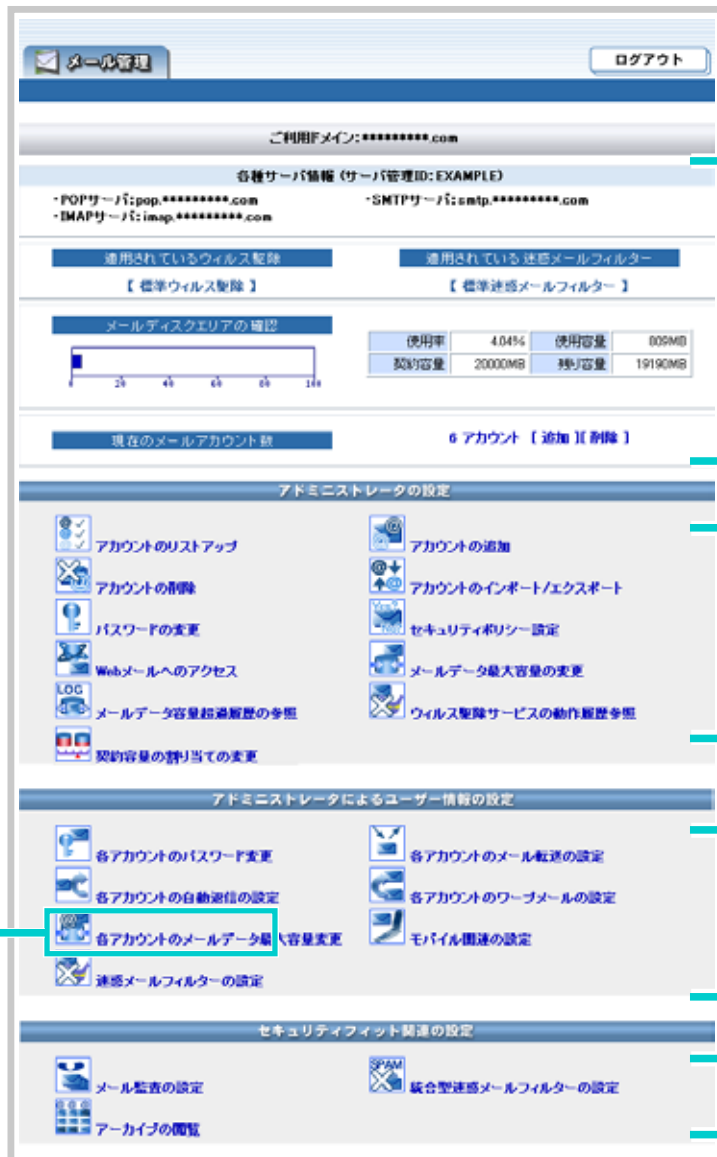 メール管理
ログアウト
ご利用ドメイン:*********.com
各種サーバ情報 (サーバ管理ID:EXAMPLE)
・POPサーバ:pop.*********.com ・SMTPサーバ:smtp.*********.com
・IMAPサーバ:imap.*********.com
適用されているウィルス駆除 適用されている迷惑メールフィルター
【 標準ウィルス駆除 】 【 標準迷惑メールフィルター 】
メールディスクエリアの確認
使用率 4.04% 使用容量 809MB
契約容量 20000MB 残り容量 19190MB
0 20 40 60 80 100
現在のメールアカウント数 6 アカウント 【 追加 】【 削除 】
アドミニストレータの設定
アカウントのリストアップ アカウントの追加
アカウントの削除 アカウントのインポート/エクスポート
パスワードの変更 セキュリティポリシー設定
Webメールへのアクセス メールデータ最大容量の変更
LOG
メールデータ容量超過履歴の参照 ウィルス駆除サービスの動作履歴参照
契約容量の割り当ての変更
アドミニストレータによるユーザー情報の設定
各アカウントのパスワード変更 各アカウントのメール転送の設定
各アカウントの自動返信の設定 各アカウントのワープメールの設定
各アカウントのメールデータ最大容量変更 モバイル関連の設定
迷惑メールフィルターの設定
セキュリティフィット関連の設定
SPAM
メール監査の設定 統合型迷惑メールフィルターの設定
アーカイブの閲覧